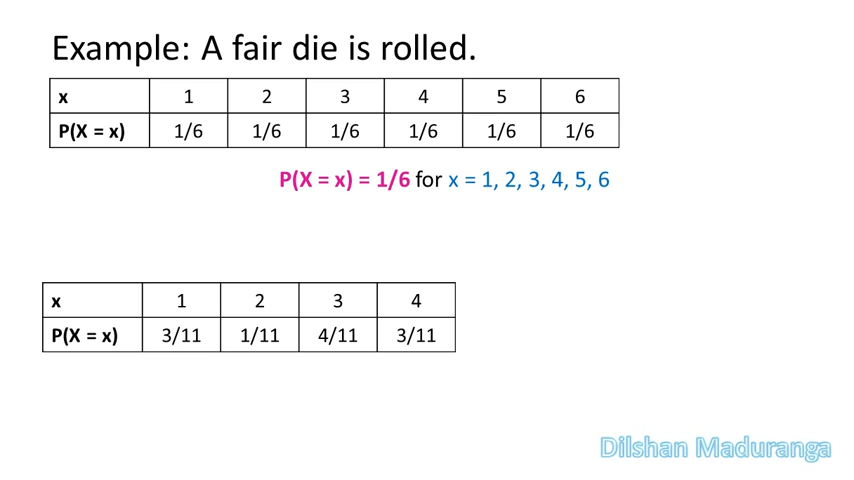 Example: A fair die is rolled.
x 1 2 3 4 5 6
P(X = x) 1/6 1/6 1/6 1/6 1/6 1/6
P(X = x) = 1/6 for x = 1, 2, 3, 4, 5, 6
x 1 2 3 4
P(X = x) 3/11 1/11 4/11 3/11
Dilshan Maduranga